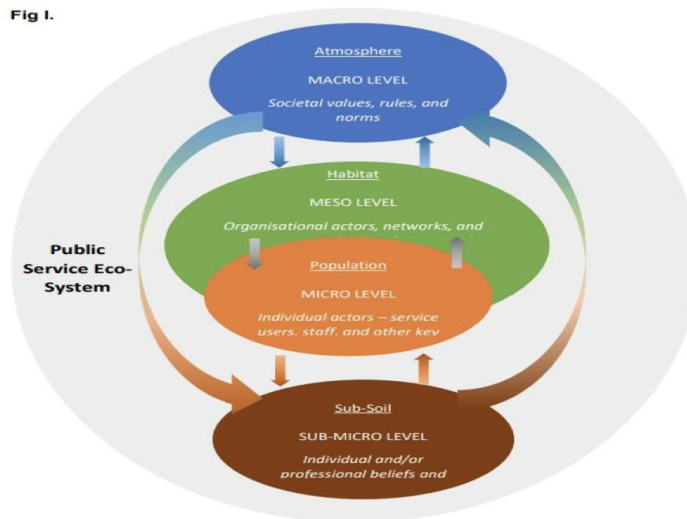 Fig I.
Atmosphere
MACRO LEVEL
Societal values, rules, and
norms
Habitat
MESO LEVEL
Organisational actors, networks, and
Public
Service Eco-
System
Population
MICRO LEVEL
Individual actors – service
users, staff, and other key
Sub-Soil
SUB-MICRO LEVEL
Individual and/or
professional beliefs and